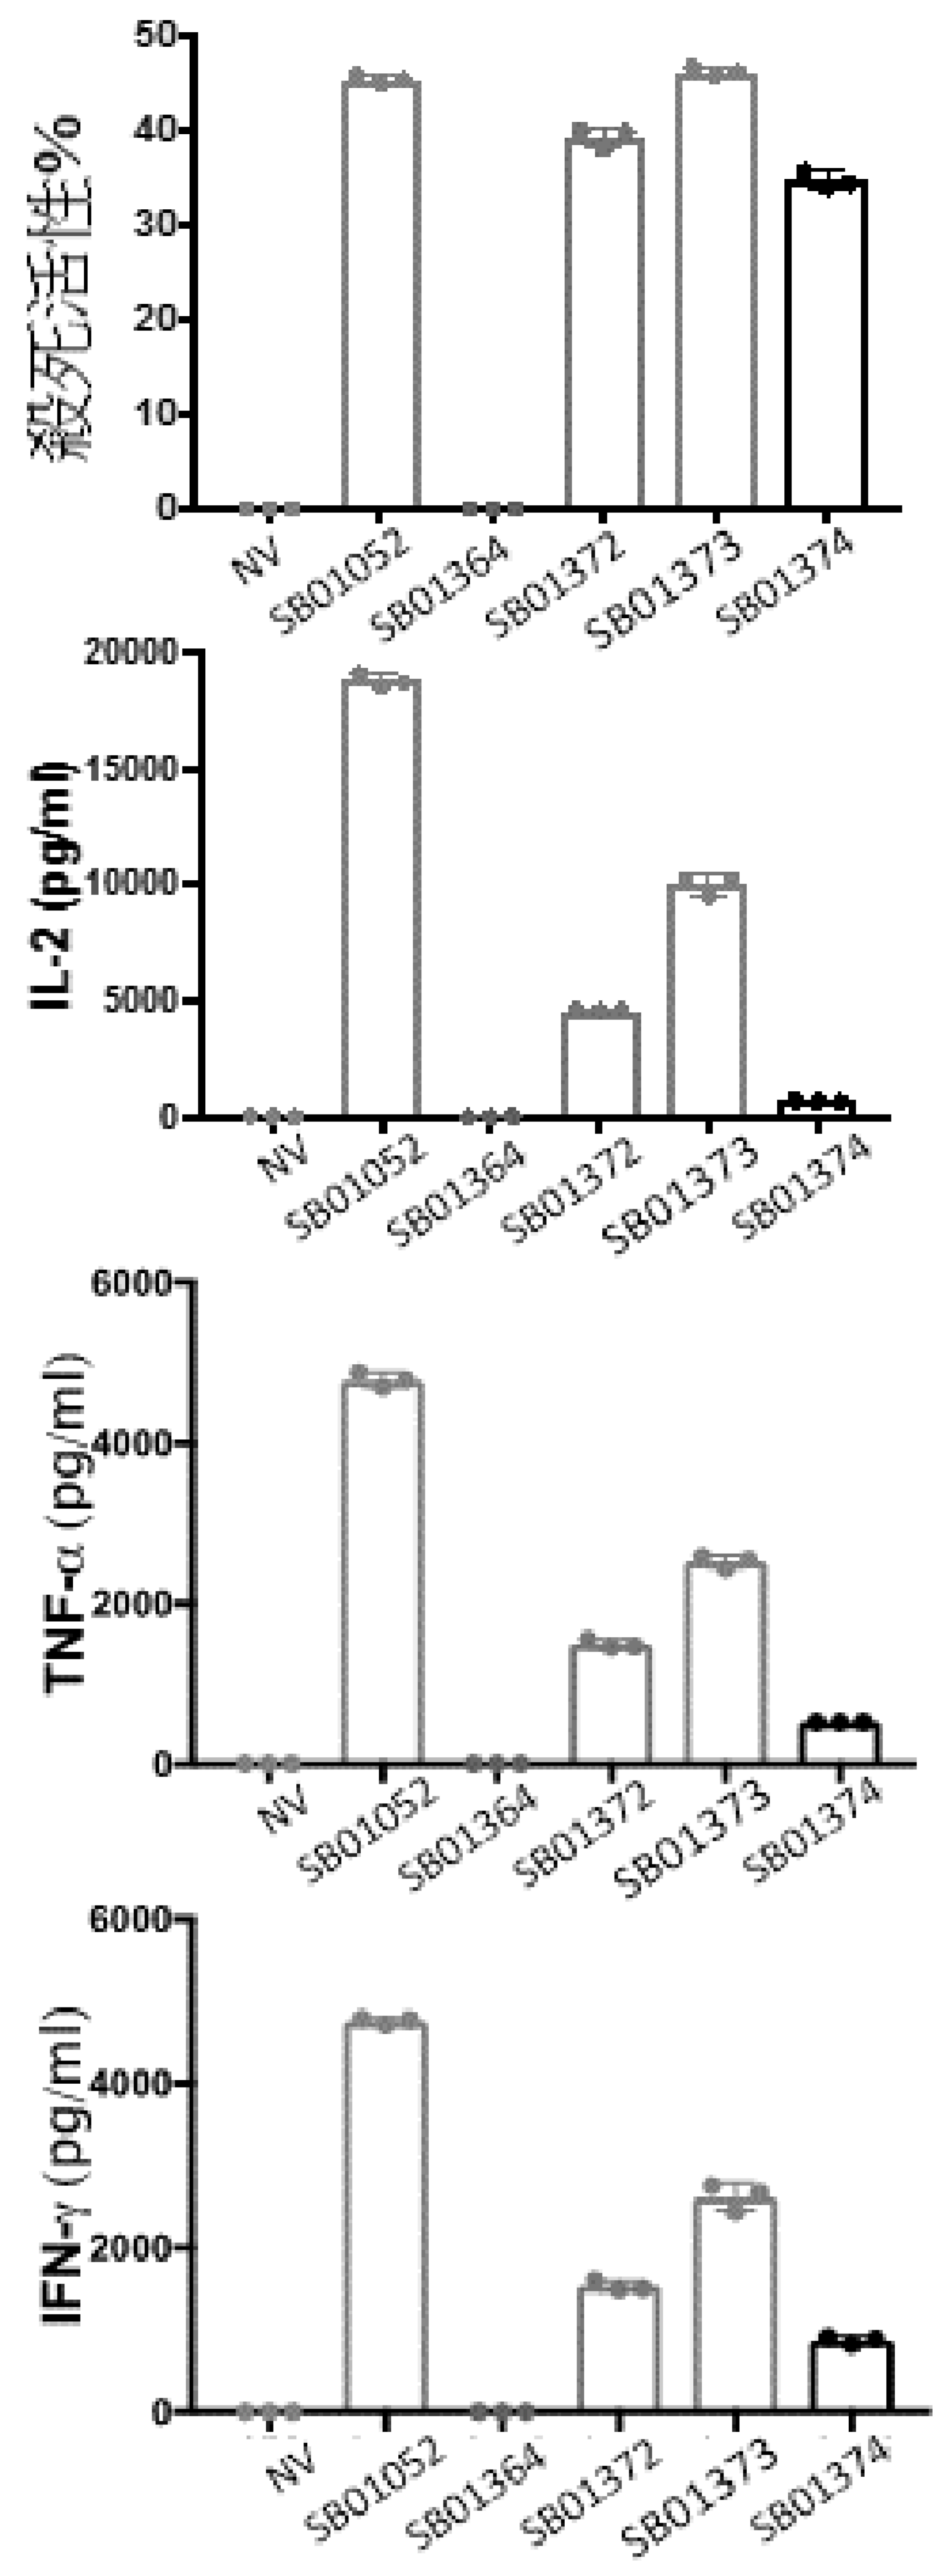 殺死活性%
50
40
30
20
10
0
NV
SB01052
SB01364
SB01372
SB01373
SB01374
IL-2 (pg/ml)
20000
15000
10000
5000
0
NV
SB01052
SB01364
SB01372
SB01373
SB01374
TNF-α (pg/ml)
6000
4000
2000
0
NV
SB01052
SB01364
SB01372
SB01373
SB01374
IFN-γ (pg/ml)
6000
4000
2000
0
NV
SB01052
SB01364
SB01372
SB01373
SB01374